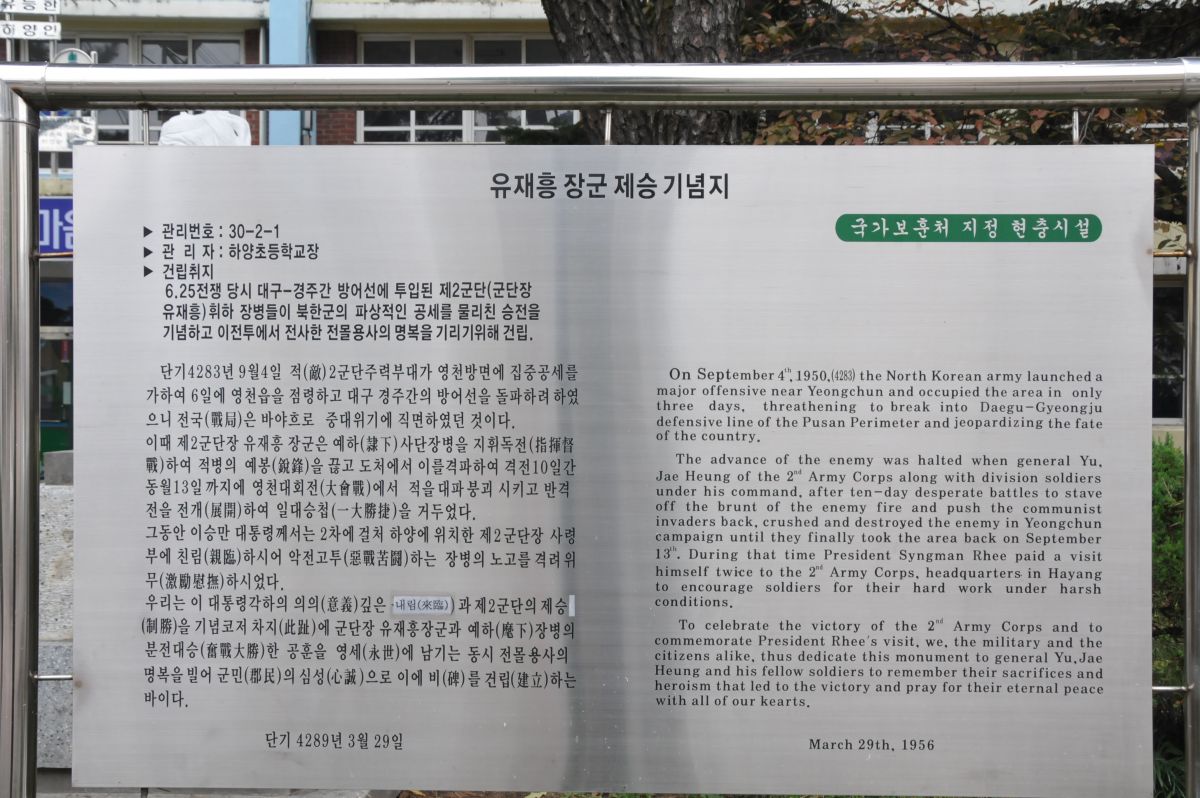 유능한
하양인
마음
유재흥 장군 제승 기념지
국가보훈처 지정 현충시설
▶ 관리번호 : 30-2-1
▶ 관 리 자 : 하양초등학교장
▶ 건립취지
6.25전쟁 당시 대구-경주간 방어선에 투입된 제2군단(군단장
유재흥)휘하 장병들이 북한군의 파상적인 공세를 물리친 승전을
기념하고 이전투에서 전사한 전몰용사의 명복을 기리기위해 건립.
단기4283년 9월4일 적(敵)2군단주력부대가 영천방면에 집중공세를
가하여 6일에 영천읍을 점령하고 대구 경주간의 방어선을 돌파하려 하였
으니 전국(戰局)은 바야흐로 중대위기에 직면하였던 것이다.
이때 제2군단장 유재흥 장군은 예하(隷下)사단장병을 지휘독전(指揮督
戰)하여 적병의 예봉(銳鋒)을 끊고 도처에서 이를격파하여 격전10일간
동월13일까지에 영천대회전(大會戰)에서 적을대파붕괴 시키고 반격
전을 전개(展開)하여 일대승첩(一大勝捷)을 거두었다.
그동안 이승만 대통령께서는 2차에 걸쳐 하양에 위치한 제2군단장 사령
부에 친림(親臨)하시어 악전고투(惡戰苦鬪)하는 장병의 노고를 격려 위
무(激勵慰撫)하시었다.
우리는 이 대통령각하의 의의(意義)깊은 내림(來臨) 과 제2군단의 제승
(制勝)을 기념코저 차지(此趾)에 군단장 유재흥장군과 예하(麾下)장병의
분전대승(奮戰大勝)한 공훈을 영세(永世)에 남기는 동시 전몰용사의
명복을 빌어 군민(郡民)의 심성(心誠)으로 이에 비(碑)를 건립(建立)하는
바이다.
단기 4289년 3월 29일
On September 4th, 1950,(4283) the North Korean army launched a
major offensive near Yeongchun and occupied the area in only
three days, threathening to break into Daegu-Gyeongju
defensive line of the Pusan Perimeter and jeopardizing the fate
of the country.
The advance of the enemy was halted when general Yu,
Jae Heung of the 2nd Army Corps along with division soldiers
under his command, after ten-day desperate battles to stave
off the brunt of the enemy fire and push the communist
invaders back, crushed and destroyed the enemy in Yeongchun
campaign until they finally took the area back on September
13th. During that time President Syngman Rhee paid a visit
himself twice to the 2nd Army Corps, headquarters in Hayang
to encourage soldiers for their hard work under harsh
conditions.
To celebrate the victory of the 2nd Army Corps and to
commemorate President Rhee's visit, we, the military and the
citizens alike, thus dedicate this monument to general Yu,Jae
Heung and his fellow soldiers to remember their sacrifices and
heroism that led to the victory and pray for their eternal peace
with all of our kearts.
March 29th, 1956